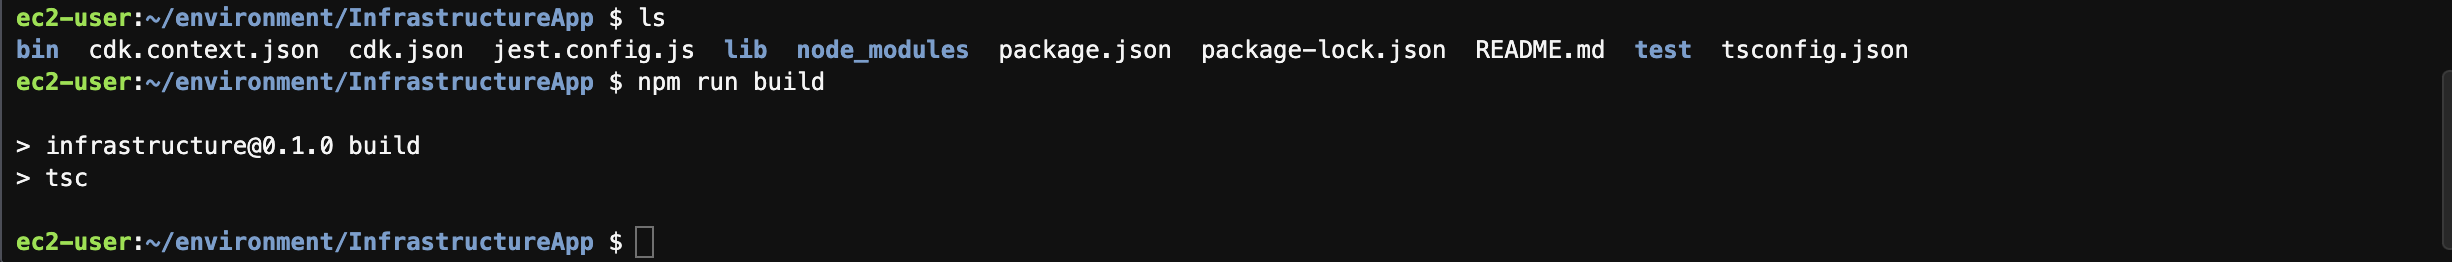 ec2-user:~/environment/InfrastructureApp $ ls
bin  cdk.context.json  cdk.json  jest.config.js  lib  node_modules  package.json  package-lock.json  README.md  test  tsconfig.json
ec2-user:~/environment/InfrastructureApp $ npm run build
> infrastructure@0.1.0 build
> tsc
ec2-user:~/environment/InfrastructureApp $